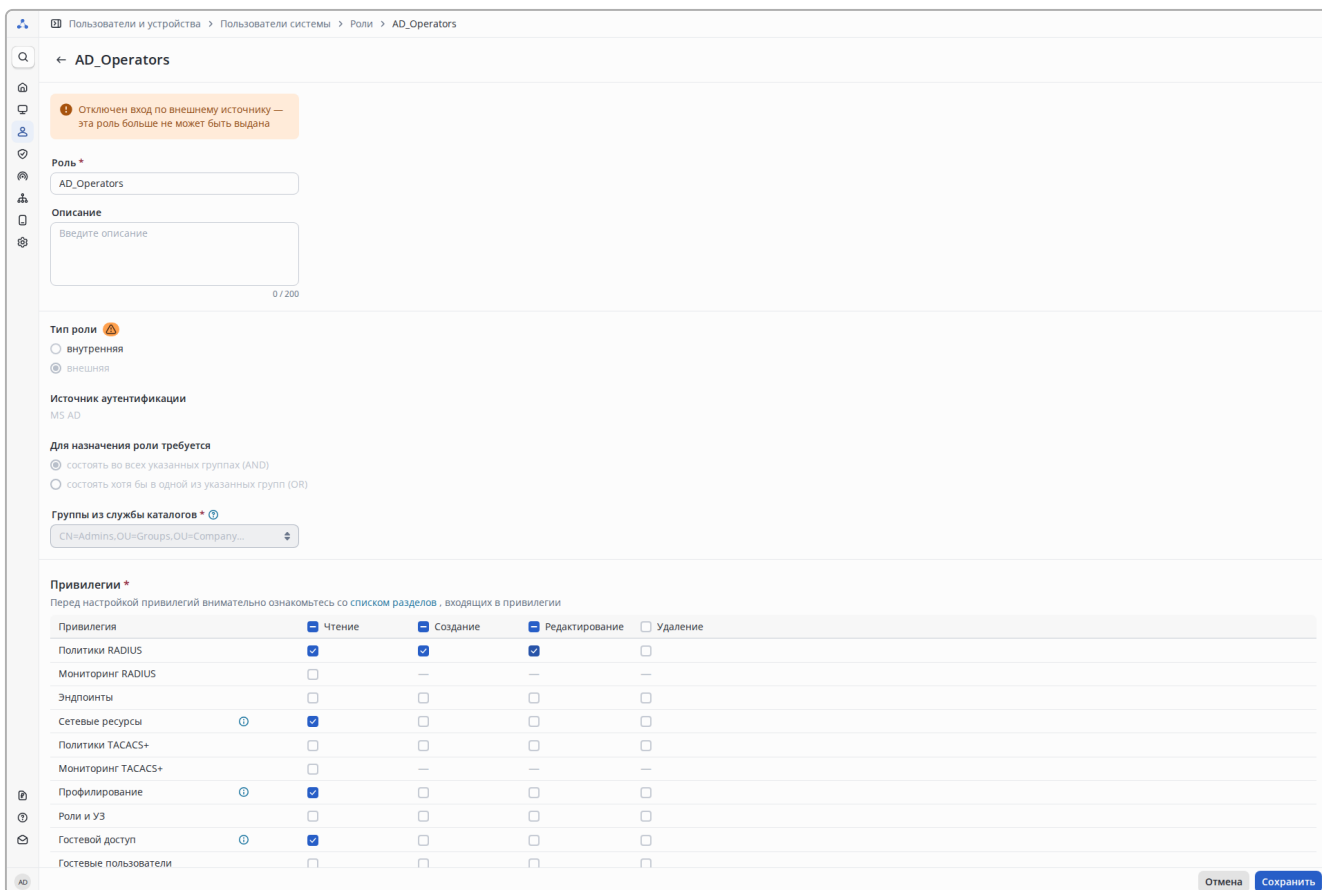 Пользователи и устройства > Пользователи системы > Роли > AD_Operators
← AD_Operators
Отключен вход по внешнему источнику —
эта роль больше не может быть выдана
Роль *
AD_Operators
Описание
Введите описание
0 / 200
Тип роли
внутренняя
внешняя
Источник аутентификации
MS AD
Для назначения роли требуется
состоять во всех указанных группах (AND)
состоять хотя бы в одной из указанных групп (OR)
Группы из службы каталогов *
CN=Admins,OU=Groups,OU=Company...
Привилегии *
Перед настройкой привилегий внимательно ознакомьтесь со списком разделов , входящих в привилегии
Привилегия Чтение Создание Редактирование Удаление
Политики RADIUS
Мониторинг RADIUS — — —
Эндпоинты
Сетевые ресурсы
Политики TACACS+
Мониторинг TACACS+ — — —
Профилирование
Роли и УЗ
Гостевой доступ
Гостевые пользователи
AD
Отмена Сохранить